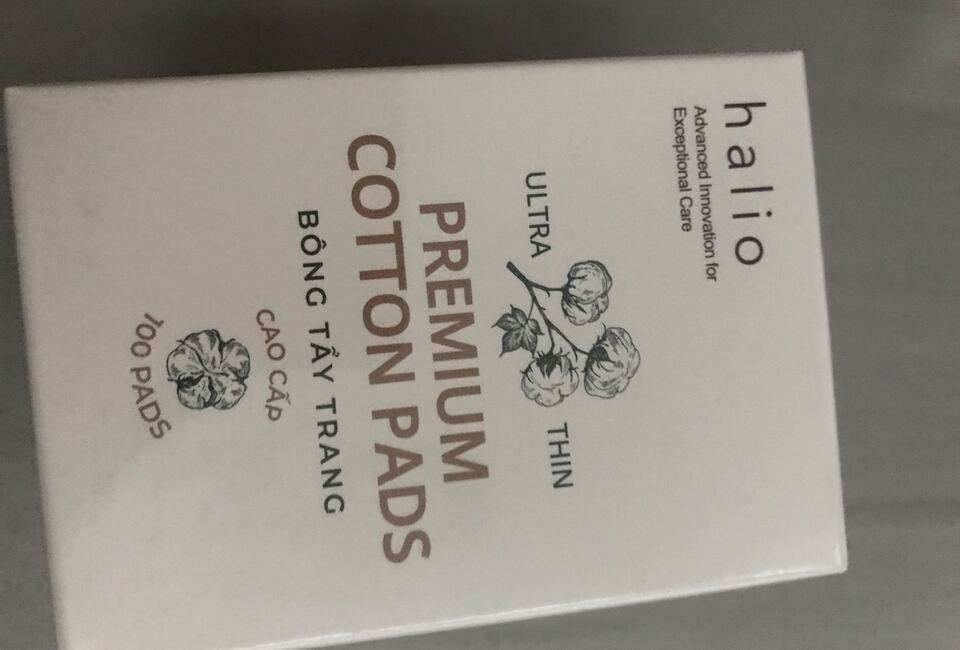 halio
Advanced Innovation for
Exceptional Care
ULTRA THIN
PREMIUM
COTTON PADS
BÔNG TẨY TRANG
CAO CẤP
100 PADS